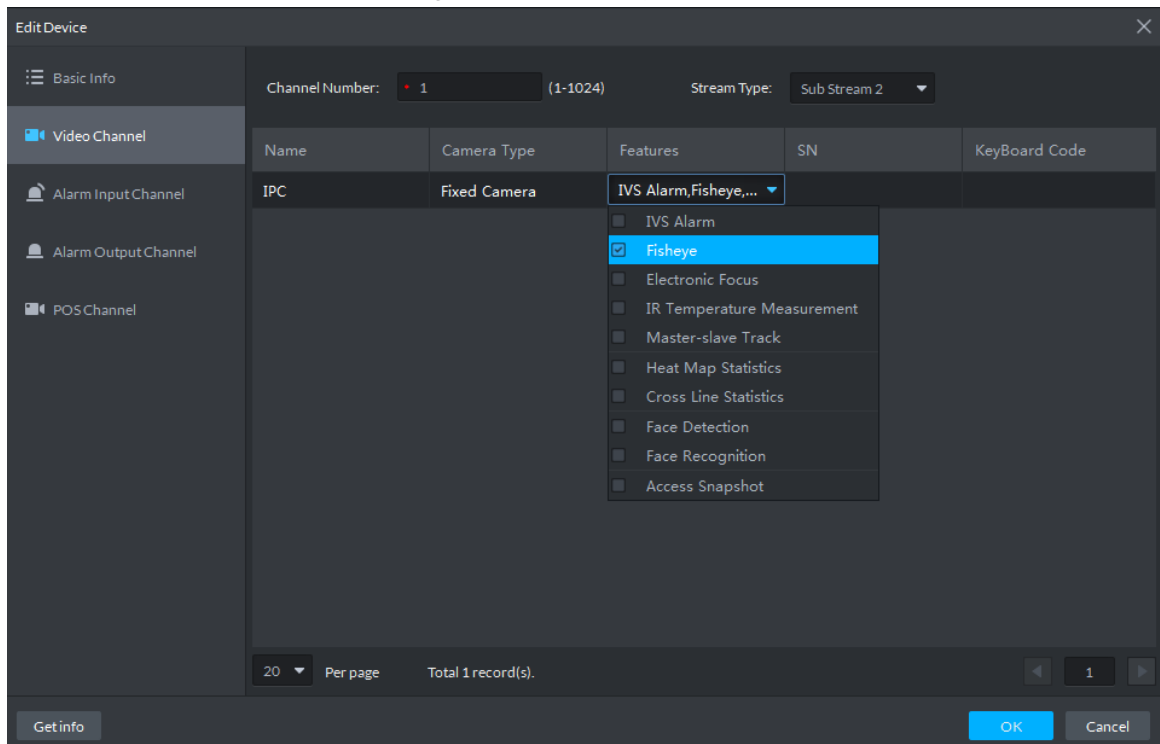 Edit Device
Basic Info
Video Channel
Alarm Input Channel
Alarm Output Channel
POS Channel
Channel Number: * 1 (1-1024) Stream Type: Sub Stream 2
Name Camera Type Features SN KeyBoard Code
IPC Fixed Camera IVS Alarm,Fisheye,...
IVS Alarm
Fisheye
Electronic Focus
IR Temperature Measurement
Master-slave Track
Heat Map Statistics
Cross Line Statistics
Face Detection
Face Recognition
Access Snapshot
20 Per page Total 1 record(s). 1
Get info OK Cancel